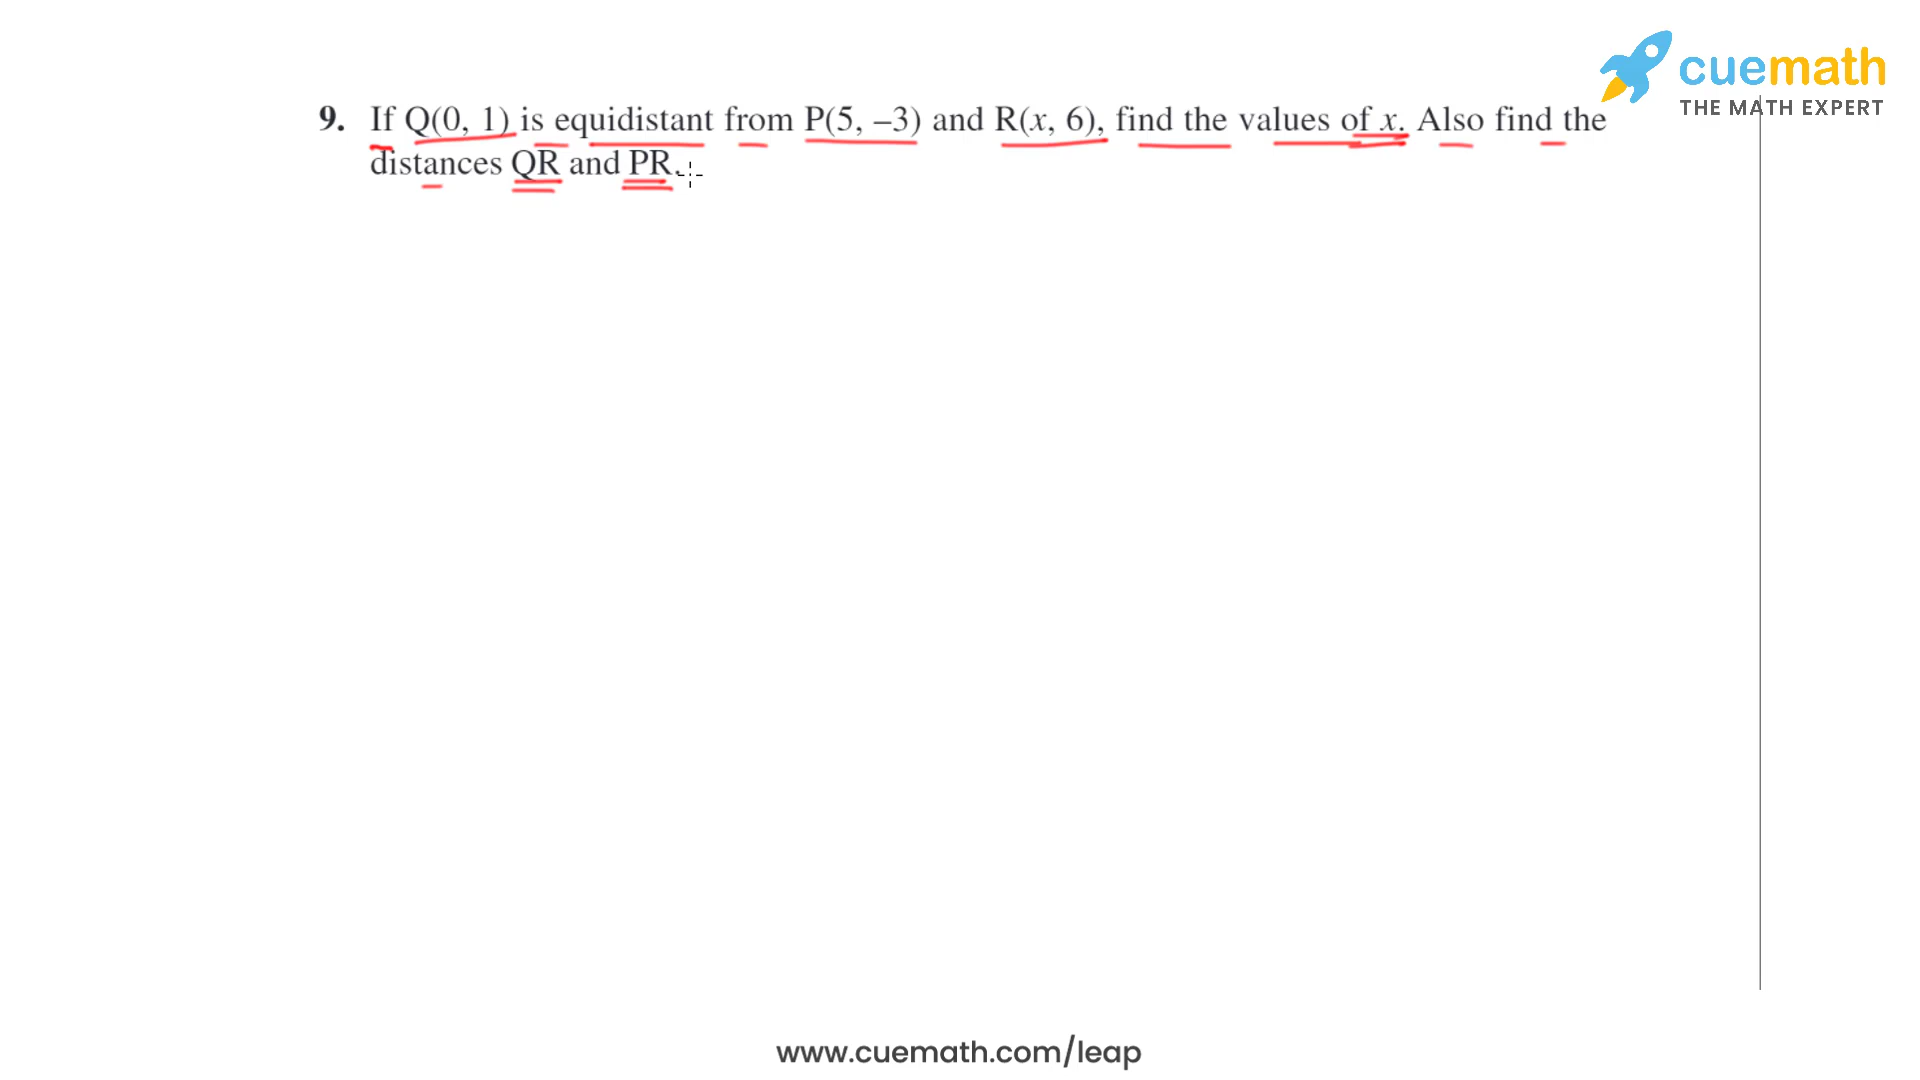 cuemath
THE MATH EXPERT
9. If Q(0, 1) is equidistant from P(5, –3) and R(x, 6), find the values of x. Also find the
distances QR and PR.
www.cuemath.com/leap